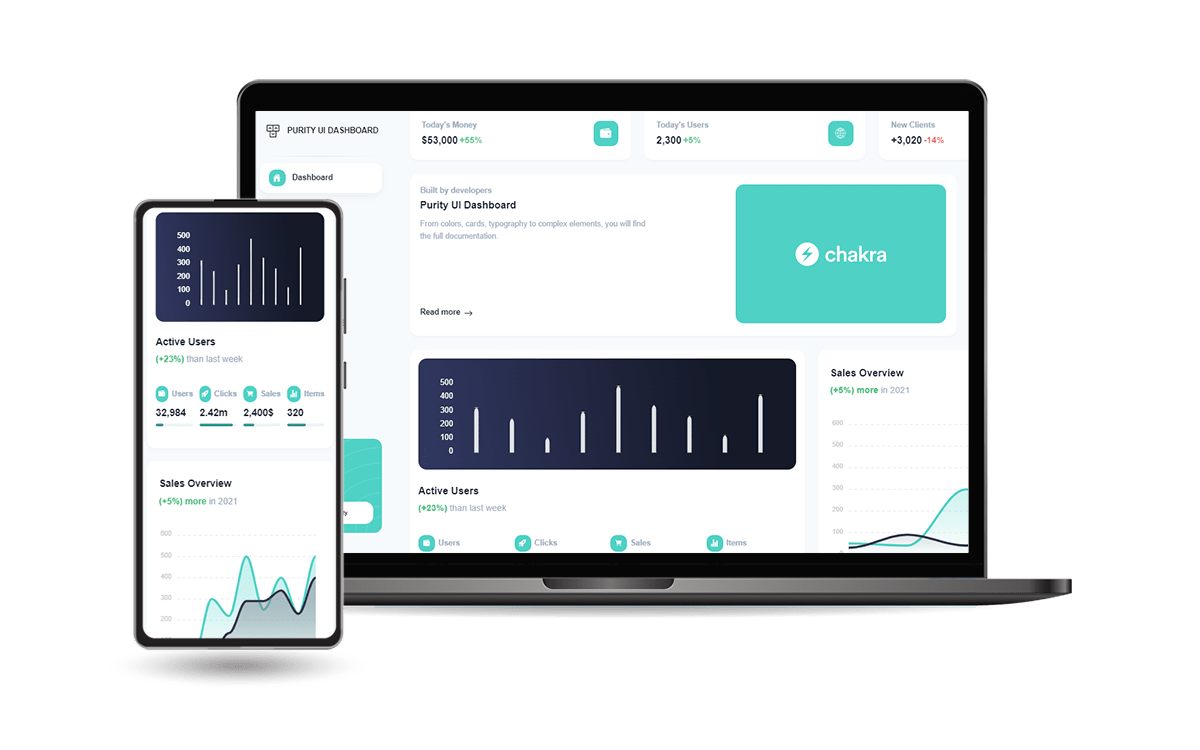 PURITY UI DASHBOARD
Dashboard
Today's Money
$53,000 +55%
Today's Users
2,300 +5%
New Clients
+3,020 -14%
Built by developers
Purity UI Dashboard
From colors, cards, typography to complex elements, you will find
the full documentation.
Read more
chakra
500
400
300
200
100
0
Active Users
(+23%) than last week
Users
Clicks
Sales
Items
Sales Overview
(+5%) more in 2021
600
500
400
300
200
100
500
400
300
200
100
0
Active Users
(+23%) than last week
Users
Clicks
Sales
Items
32,984
2.42m
2,400$
320
Sales Overview
(+5%) more in 2021
600
500
400
300
200